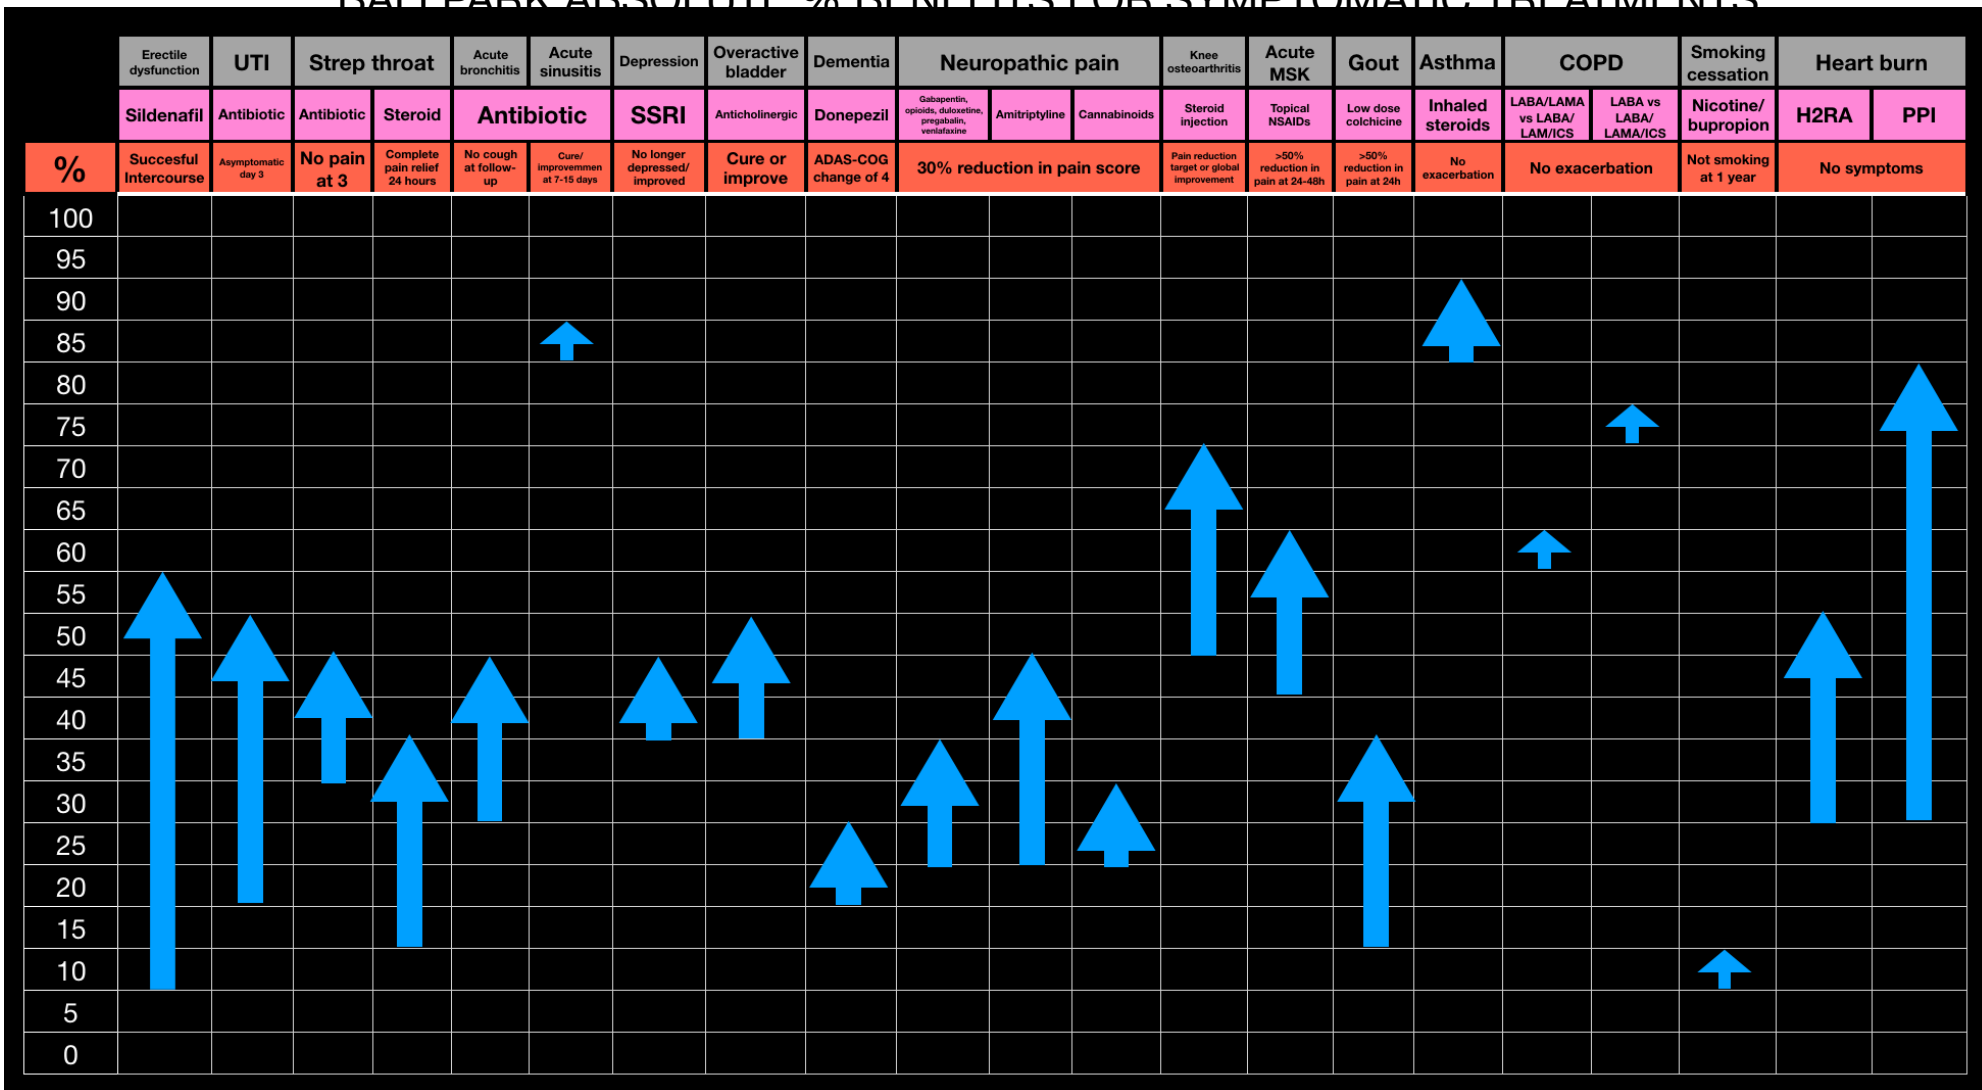 BALLPARK ABSOLUTE % BENEFITS FOR SYMPTOMATIC TREATMENTS
Erectile
dysfunction
UTI
Strep throat
Acute
bronchitis
Acute
sinusitis
Depression
Overactive
bladder
Dementia
Neuropathic pain
Knee
osteoarthritis
Acute
MSK
Gout
Asthma
COPD
Smoking
cessation
Heart burn
Sildenafil
Antibiotic
Antibiotic
Steroid
Antibiotic
SSRI
Anticholinergic
Donepezil
Gabapentin,
opioids, duloxetine,
pregabalin,
venlafaxine
Amitriptyline
Cannabinoids
Steroid
injection
Topical
NSAIDs
Low dose
colchicine
Inhaled
steroids
LABA/LAMA
vs LABA/
LAM/ICS
LABA vs
LABA/
LAMA/ICS
Nicotine/
bupropion
H2RA
PPI
%
Succesful
Intercourse
Asymptomatic
day 3
No pain
at 3
Complete
pain relief
24 hours
No cough
at follow-
up
Cure/
improvemmen
at 7-15 days
No longer
depressed/
improved
Cure or
improve
ADAS-COG
change of 4
30% reduction in pain score
Pain reduction
target or global
improvement
>50%
reduction in
pain at 24-48h
>50%
reduction in
pain at 24h
No
exacerbation
No exacerbation
Not smoking
at 1 year
No symptoms
100
95
90
85
80
75
70
65
60
55
50
45
40
35
30
25
20
15
10
5
0